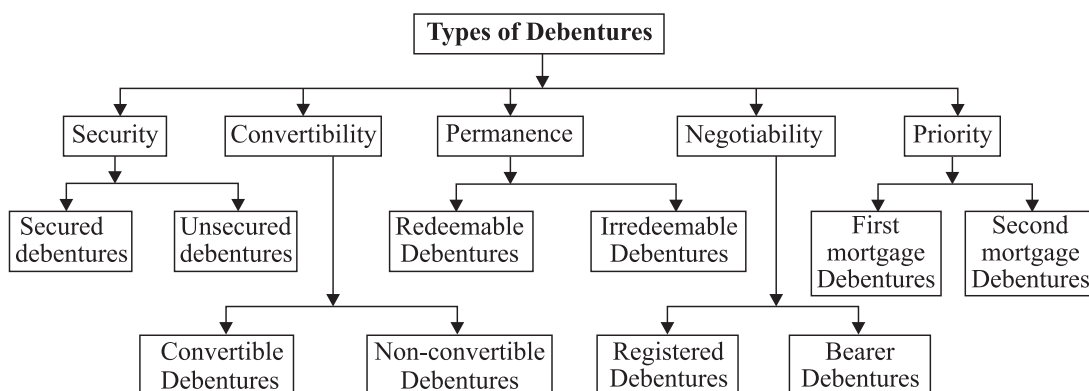 Types of Debentures
Security
Convertibility
Permanence
Negotiability
Priority
Secured
debentures
Unsecured
debentures
Redeemable
Debentures
Irredeemable
Debentures
First
mortgage
Debentures
Second
mortgage
Debentures
Convertible
Debentures
Non-convertible
Debentures
Registered
Debentures
Bearer
Debentures